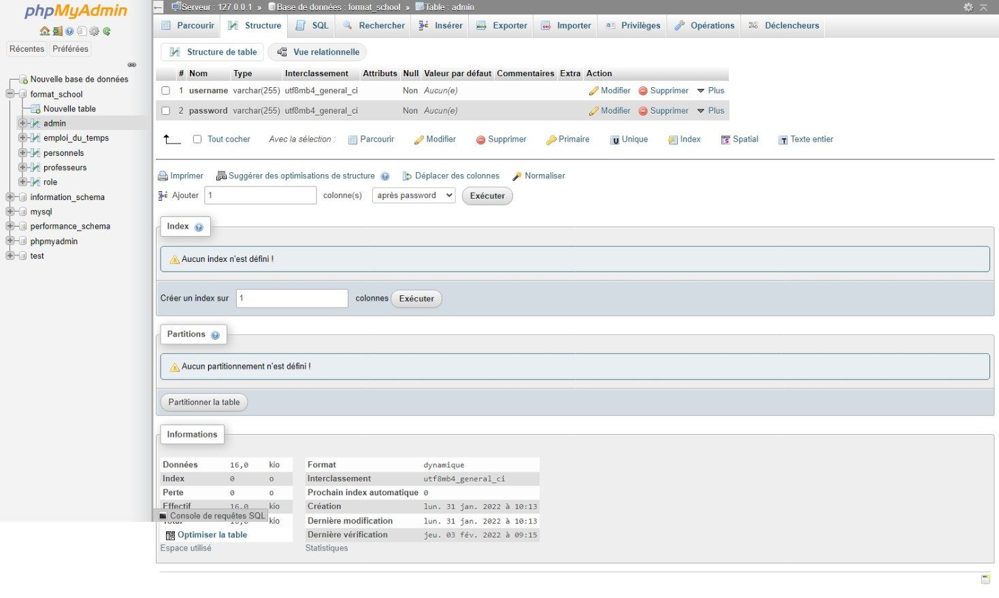 phpMyAdmin
Récentes Préférées
Nouvelle base de données
format_school
Nouvelle table
admin
emploi_du_temps
personnels
professeurs
role
information_schema
mysql
performance_schema
phpmyadmin
test
Serveur : 127.0.0.1 » Base de données : format_school » Table : admin
Parcourir Structure SQL Rechercher Insérer Exporter Importer Privilèges Opérations Déclencheurs
Structure de table Vue relationnelle
# Nom Type Interclassement Attributs Null Valeur par défaut Commentaires Extra Action
1 username varchar(255) utf8mb4_general_ci Non Aucun(e) Modifier Supprimer Plus
2 password varchar(255) utf8mb4_general_ci Non Aucun(e) Modifier Supprimer Plus
Tout cocher Avec la sélection : Parcourir Modifier Supprimer Primaire Unique Index Spatial Texte entier
Imprimer Suggérer des optimisations de structure Déplacer des colonnes Normaliser
Ajouter 1 colonne(s) après password Exécuter
Index
Aucun index n'est défini !
Créer un index sur 1 colonnes Exécuter
Partitions
Aucun partitionnement n'est défini !
Partitionner la table
Informations
Données 16,0 kio
Index 0 o
Perte 0 o
Effectif 16,0 kio
Console de requêtes SQL
Total 16,0 kio
Optimiser la table
Espace utilisé
Format dynamique
Interclassement utf8mb4_general_ci
Prochain index automatique 0
Création lun. 31 jan. 2022 à 10:13
Dernière modification lun. 31 jan. 2022 à 10:13
Dernière vérification jeu. 03 fév. 2022 à 09:15
Statistiques